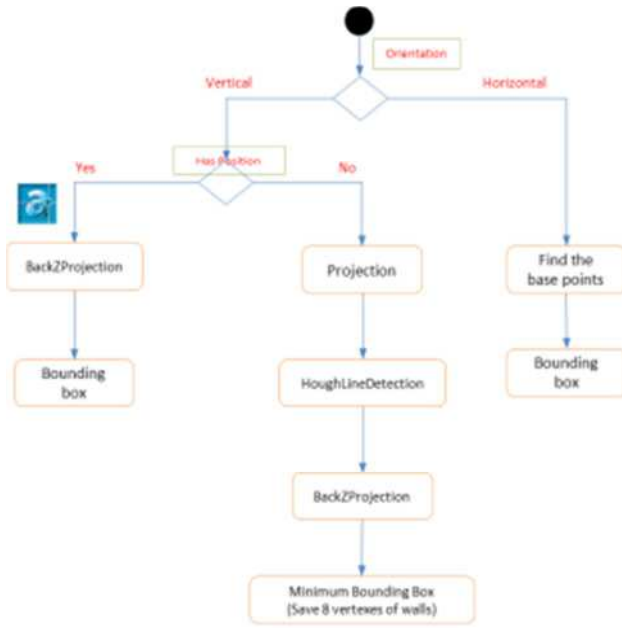 Orientation
Vertical
Horizontal
Has Position
Yes
No
BackZProjection
Projection
Find the
base points
Bounding
box
HoughLineDetection
Bounding
box
BackZProjection
Minimum Bounding Box
(Save 8 vertexes of walls)